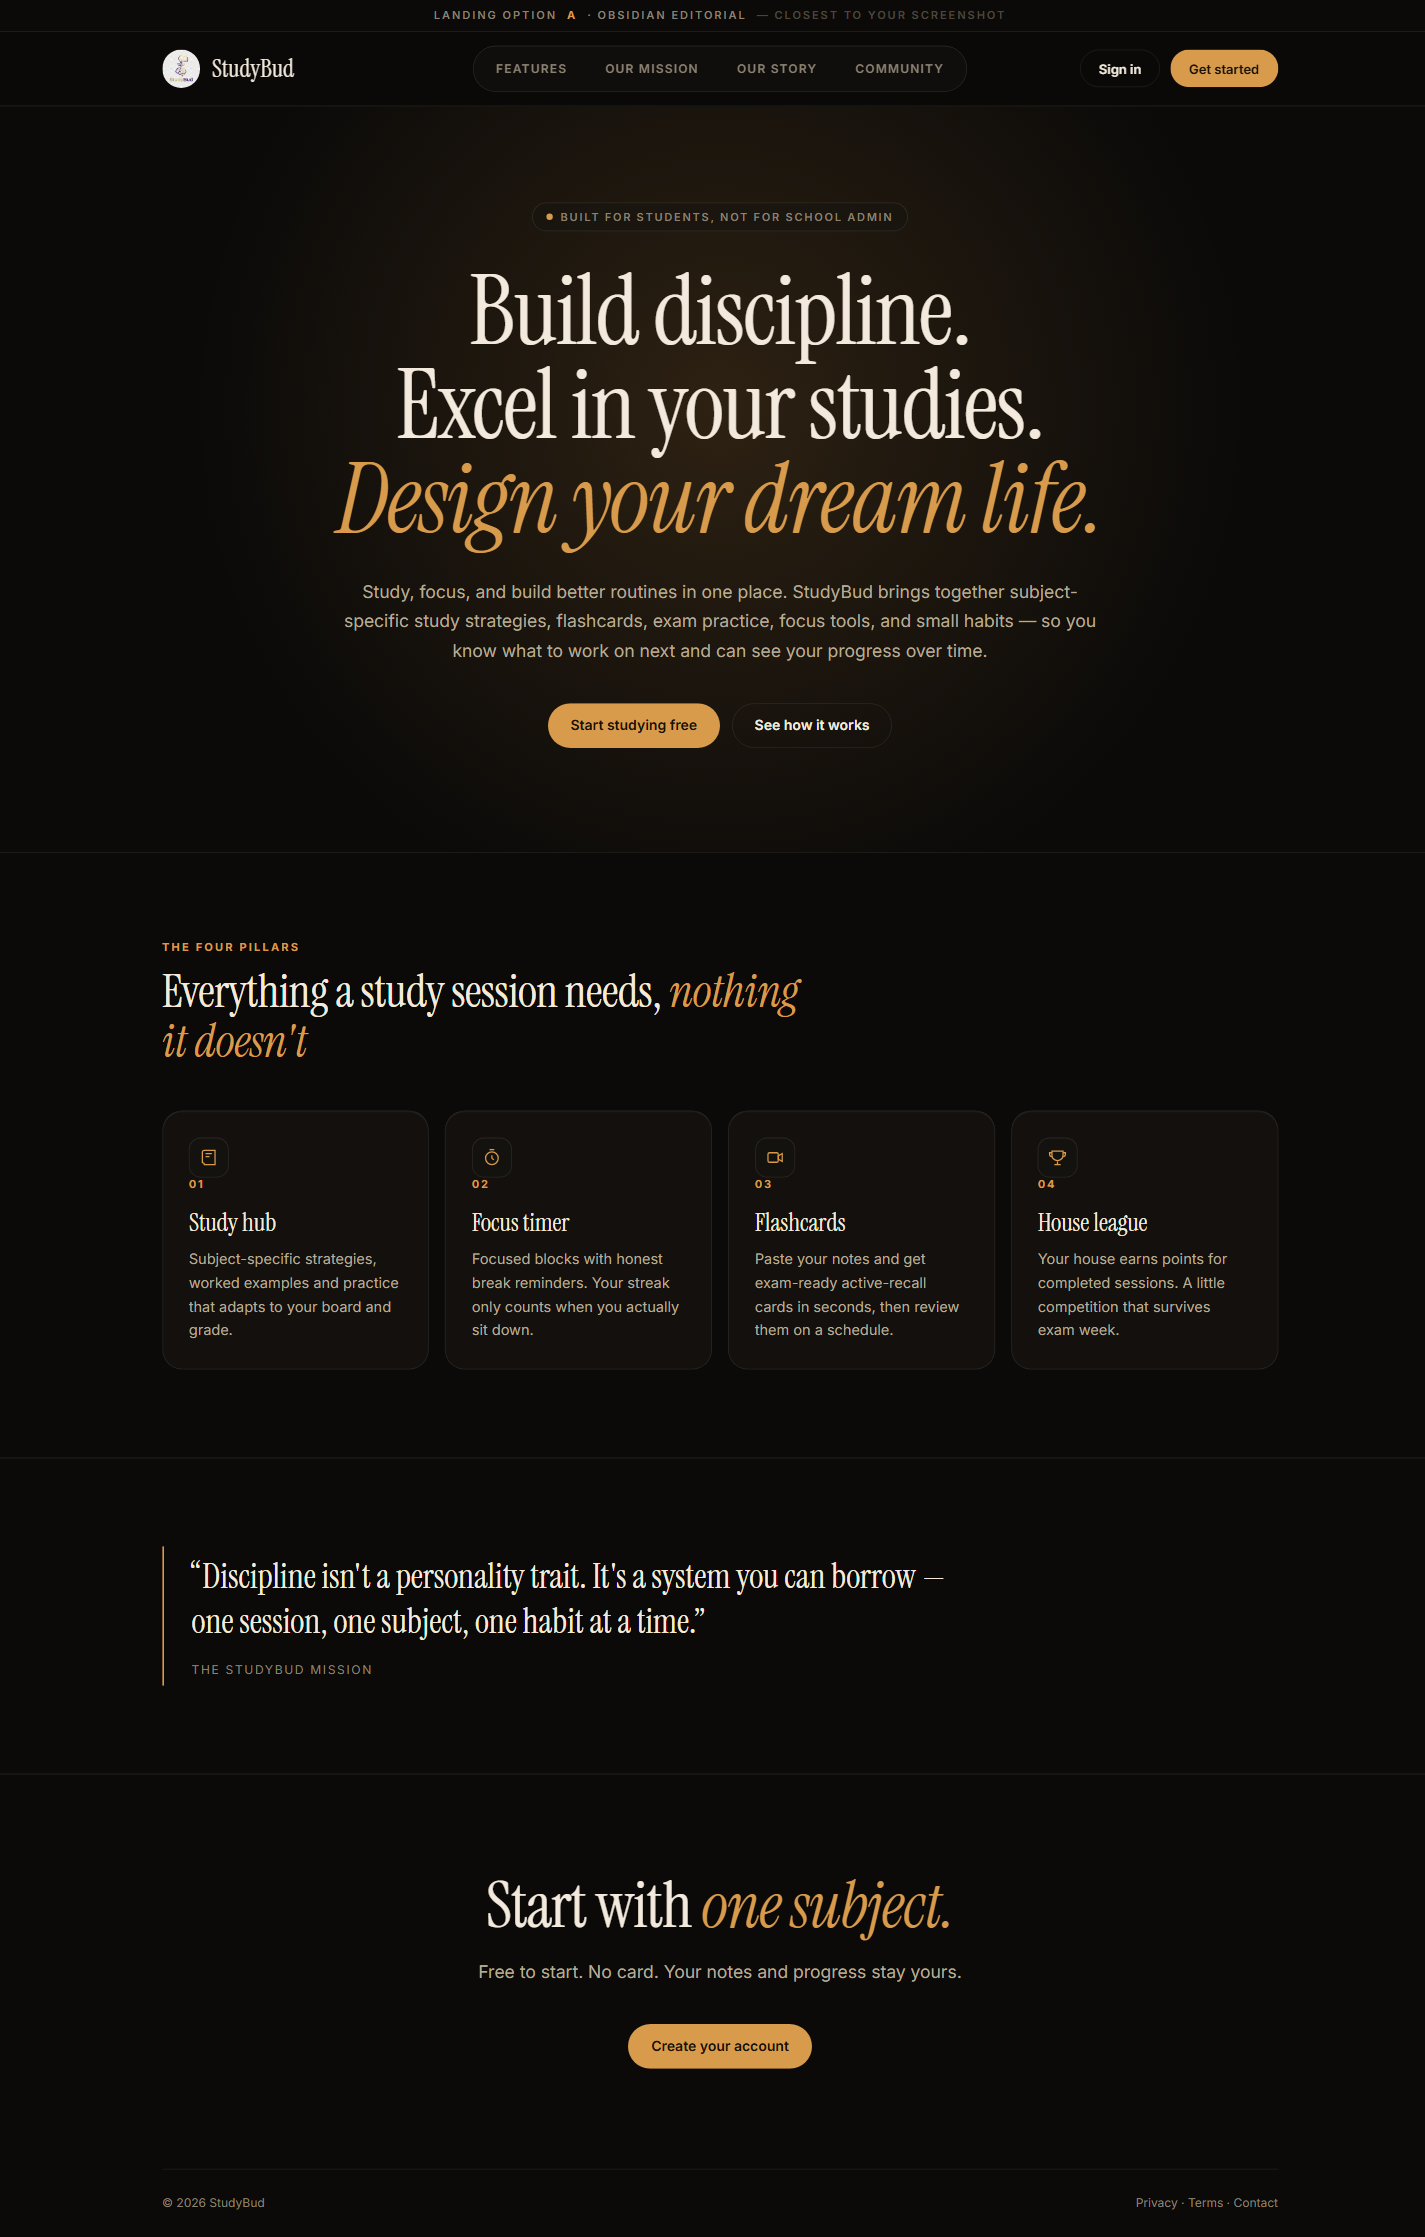 LANDING OPTION A · OBSIDIAN EDITORIAL — CLOSEST TO YOUR SCREENSHOT
StudyBud
FEATURES
OUR MISSION
OUR STORY
COMMUNITY
Sign in
Get started
BUILT FOR STUDENTS, NOT FOR SCHOOL ADMIN
Build discipline.
Excel in your studies.
Design your dream life.
Study, focus, and build better routines in one place. StudyBud brings together subject-
specific study strategies, flashcards, exam practice, focus tools, and small habits — so you
know what to work on next and can see your progress over time.
Start studying free
See how it works
THE FOUR PILLARS
Everything a study session needs, nothing
it doesn't
01
Study hub
Subject-specific strategies,
worked examples and practice
that adapts to your board and
grade.
02
Focus timer
Focused blocks with honest
break reminders. Your streak
only counts when you actually
sit down.
03
Flashcards
Paste your notes and get
exam-ready active-recall
cards in seconds, then review
them on a schedule.
04
House league
Your house earns points for
completed sessions. A little
competition that survives
exam week.
“Discipline isn't a personality trait. It's a system you can borrow —
one session, one subject, one habit at a time.”
THE STUDYBUD MISSION
Start with one subject.
Free to start. No card. Your notes and progress stay yours.
Create your account
© 2026 StudyBud
Privacy · Terms · Contact